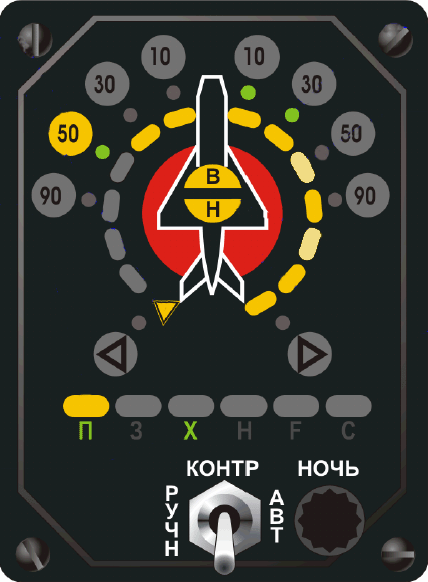 10 10
30 30
50 50
90 90
В
Н
П З Х Н F С
КОНТР НОЧЬ
РУЧН АВТ